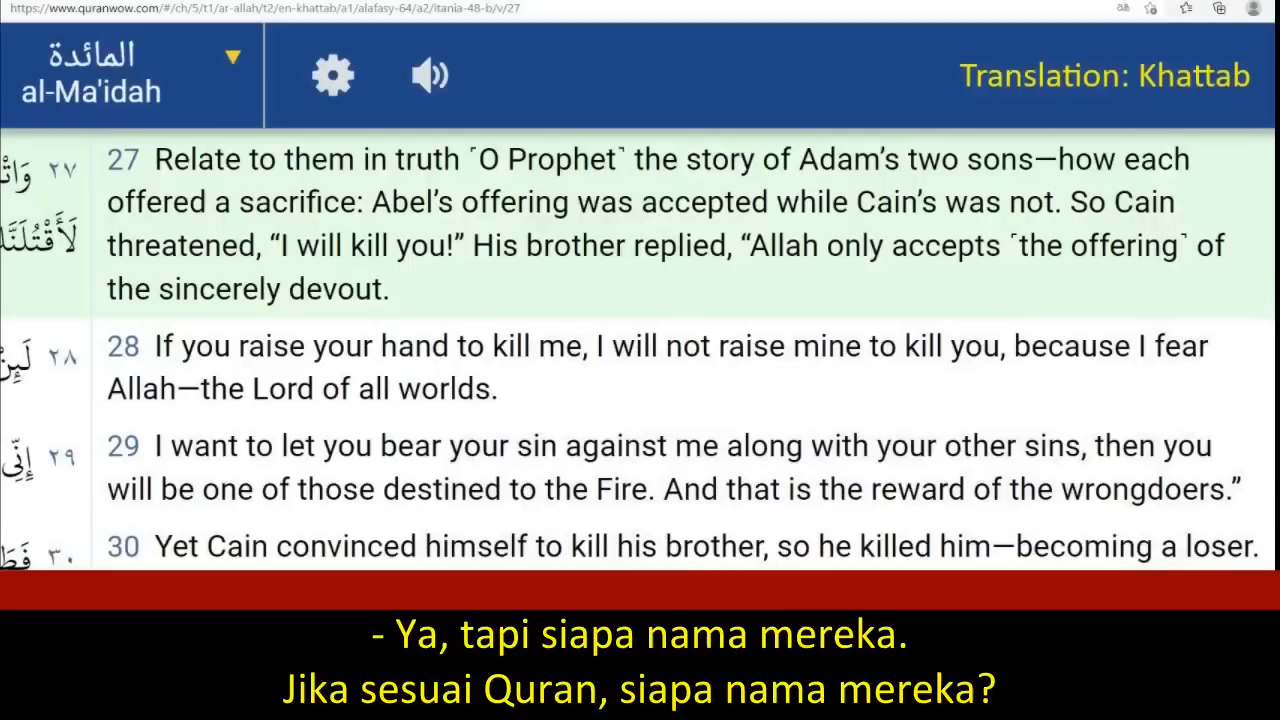 https://www.quranwow.com/#/ch/5/t1/ar-allah/t2/en-khattab/a1/alafasy-64/a2/itania-48-b/v/27
المائدة
al-Ma'idah
Translation: Khattab
27 Relate to them in truth ˹O Prophet˺ the story of Adam’s two sons—how each
offered a sacrifice: Abel’s offering was accepted while Cain’s was not. So Cain
threatened, “I will kill you!” His brother replied, “Allah only accepts ˹the offering˺ of
the sincerely devout.
٢٧
لَأَقْتُلَنَّكَ
28 If you raise your hand to kill me, I will not raise mine to kill you, because I fear
Allah—the Lord of all worlds.
٢٨
29 I want to let you bear your sin against me along with your other sins, then you
will be one of those destined to the Fire. And that is the reward of the wrongdoers.”
٢٩ إِنِّي
30 Yet Cain convinced himself to kill his brother, so he killed him—becoming a loser.
٣٠
- Ya, tapi siapa nama mereka.
Jika sesuai Quran, siapa nama mereka?